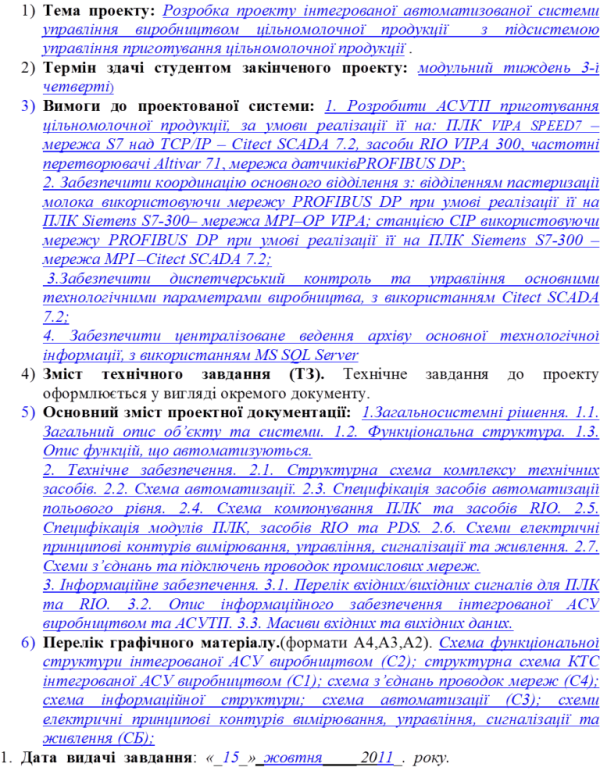 1) Тема проекту: Розробка проекту інтегрованої автоматизованої системи
управління виробництвом цільномолочної продукції з підсистемою
управління приготування цільномолочної продукції .
2) Термін здачі студентом закінченого проекту: модульний тиждень 3-і
четверті)
3) Вимоги до проектованої системи: 1. Розробити АСУТП приготування
цільномолочної продукції, за умови реалізації її на: ПЛК VIPA SPEED7 –
мережа S7 над TCP/IP – Citect SCADA 7.2, засоби RIO VIPA 300, частотні
перетворювачі Altivar 71, мережа датчиківPROFIBUS DP;
2. Забезпечити координацію основного відділення з: відділенням пастеризації
молока використовуючи мережу PROFIBUS DP при умові реалізації її на
ПЛК Siemens S7-300– мережа MPI–OP VIPA; станцією CIP використовуючи
мережу PROFIBUS DP при умові реалізації її на ПЛК Siemens S7-300 –
мережа MPI –Citect SCADA 7.2;
3.Забезпечити диспетчерський контроль та управління основними
технологічними параметрами виробництва, з використанням Citect SCADA
7.2;
4. Забезпечити централізоване ведення архіву основної технологічної
інформації, з використанням MS SQL Server
4) Зміст технічного завдання (ТЗ). Технічне завдання до проекту
оформлюється у вигляді окремого документу.
5) Основний зміст проектної документації: 1.Загальносистемні рішення. 1.1.
Загальний опис об’єкту та системи. 1.2. Функціональна структура. 1.3.
Опис функцій, що автоматизуються.
2. Технічне забезпечення. 2.1. Структурна схема комплексу технічних
засобів. 2.2. Схема автоматизації. 2.3. Специфікація засобів автоматизації
польового рівня. 2.4. Схема компонування ПЛК та засобів RIO. 2.5.
Специфікація модулів ПЛК, засобів RIO та PDS. 2.6. Схеми електричні
принципові контурів вимірювання, управління, сигналізації та живлення. 2.7.
Схеми з’єднань та підключень проводок промислових мереж.
3. Інформаційне забезпечення. 3.1. Перелік вхідних/вихідних сигналів для ПЛК
та RIO. 3.2. Опис інформаційного забезпечення інтегрованої АСУ
виробництвом та АСУТП. 3.3. Масиви вхідних та вихідних даних.
6) Перелік графічного матеріалу.(формати А4,А3,А2). Схема функціональної
структури інтегрованої АСУ виробництвом (С2); структурна схема КТС
інтегрованої АСУ виробництвом (С1); схема з’єднань проводок мереж (С4);
схема інформаційної структури; схема автоматизації (С3); схеми
електричні принципові контурів вимірювання, управління, сигналізації та
живлення (СБ);
1. Дата видачі завдання: «_15_»_жовтня_____2011_. року.